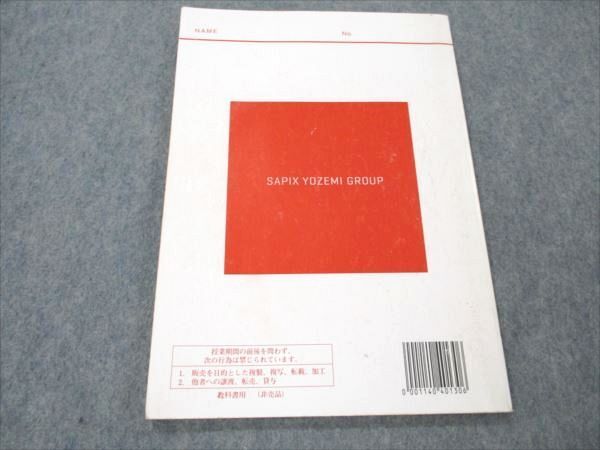 NAME No.
SAPIX YOZEMI GROUP
授業期間の前後を問わず、
次の行為は禁じられています。
1. 販売を目的とした複製、複写、転載、加工
2. 他者への譲渡、転売、貸与
教科書用 （非売品）
0 001140 401306